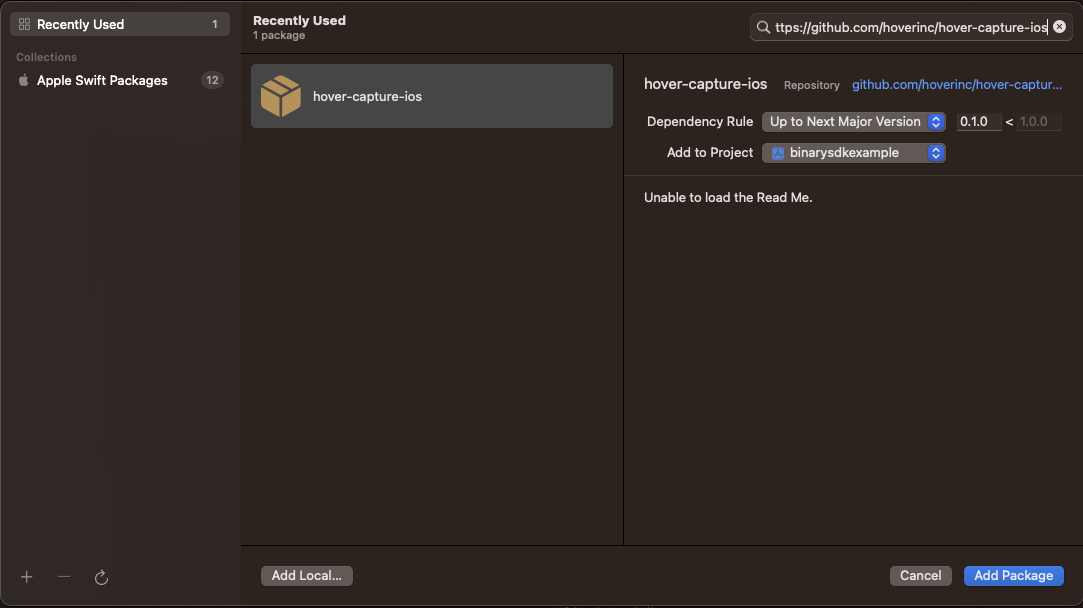 Recently Used 1
Collections
Apple Swift Packages 12
Recently Used
1 package
ttps://github.com/hoverinc/hover-capture-ios
hover-capture-ios
hover-capture-ios Repository github.com/hoverinc/hover-captur...
Dependency Rule Up to Next Major Version 0.1.0 < 1.0.0
Add to Project binarysdkexample
Unable to load the Read Me.
Add Local... Cancel Add Package